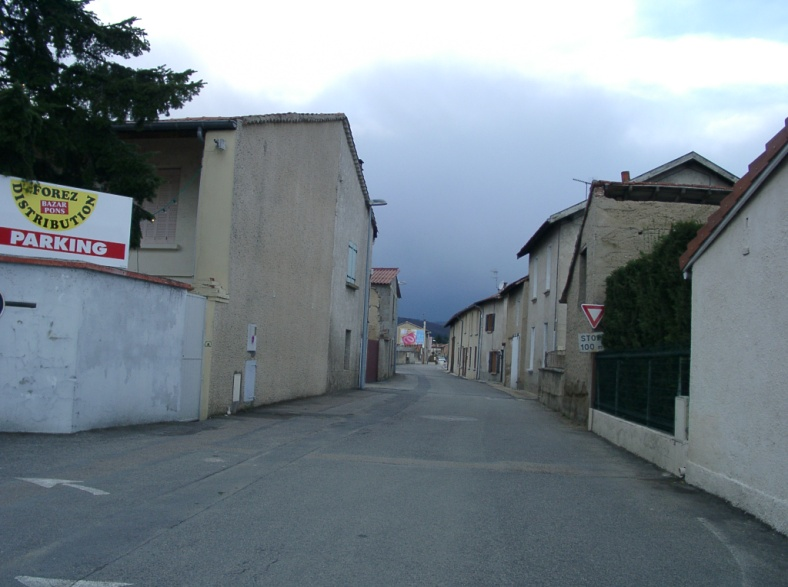 FOREZ
BAZAR
PONS
DISTRIBUTION
PARKING
STOP
100 m